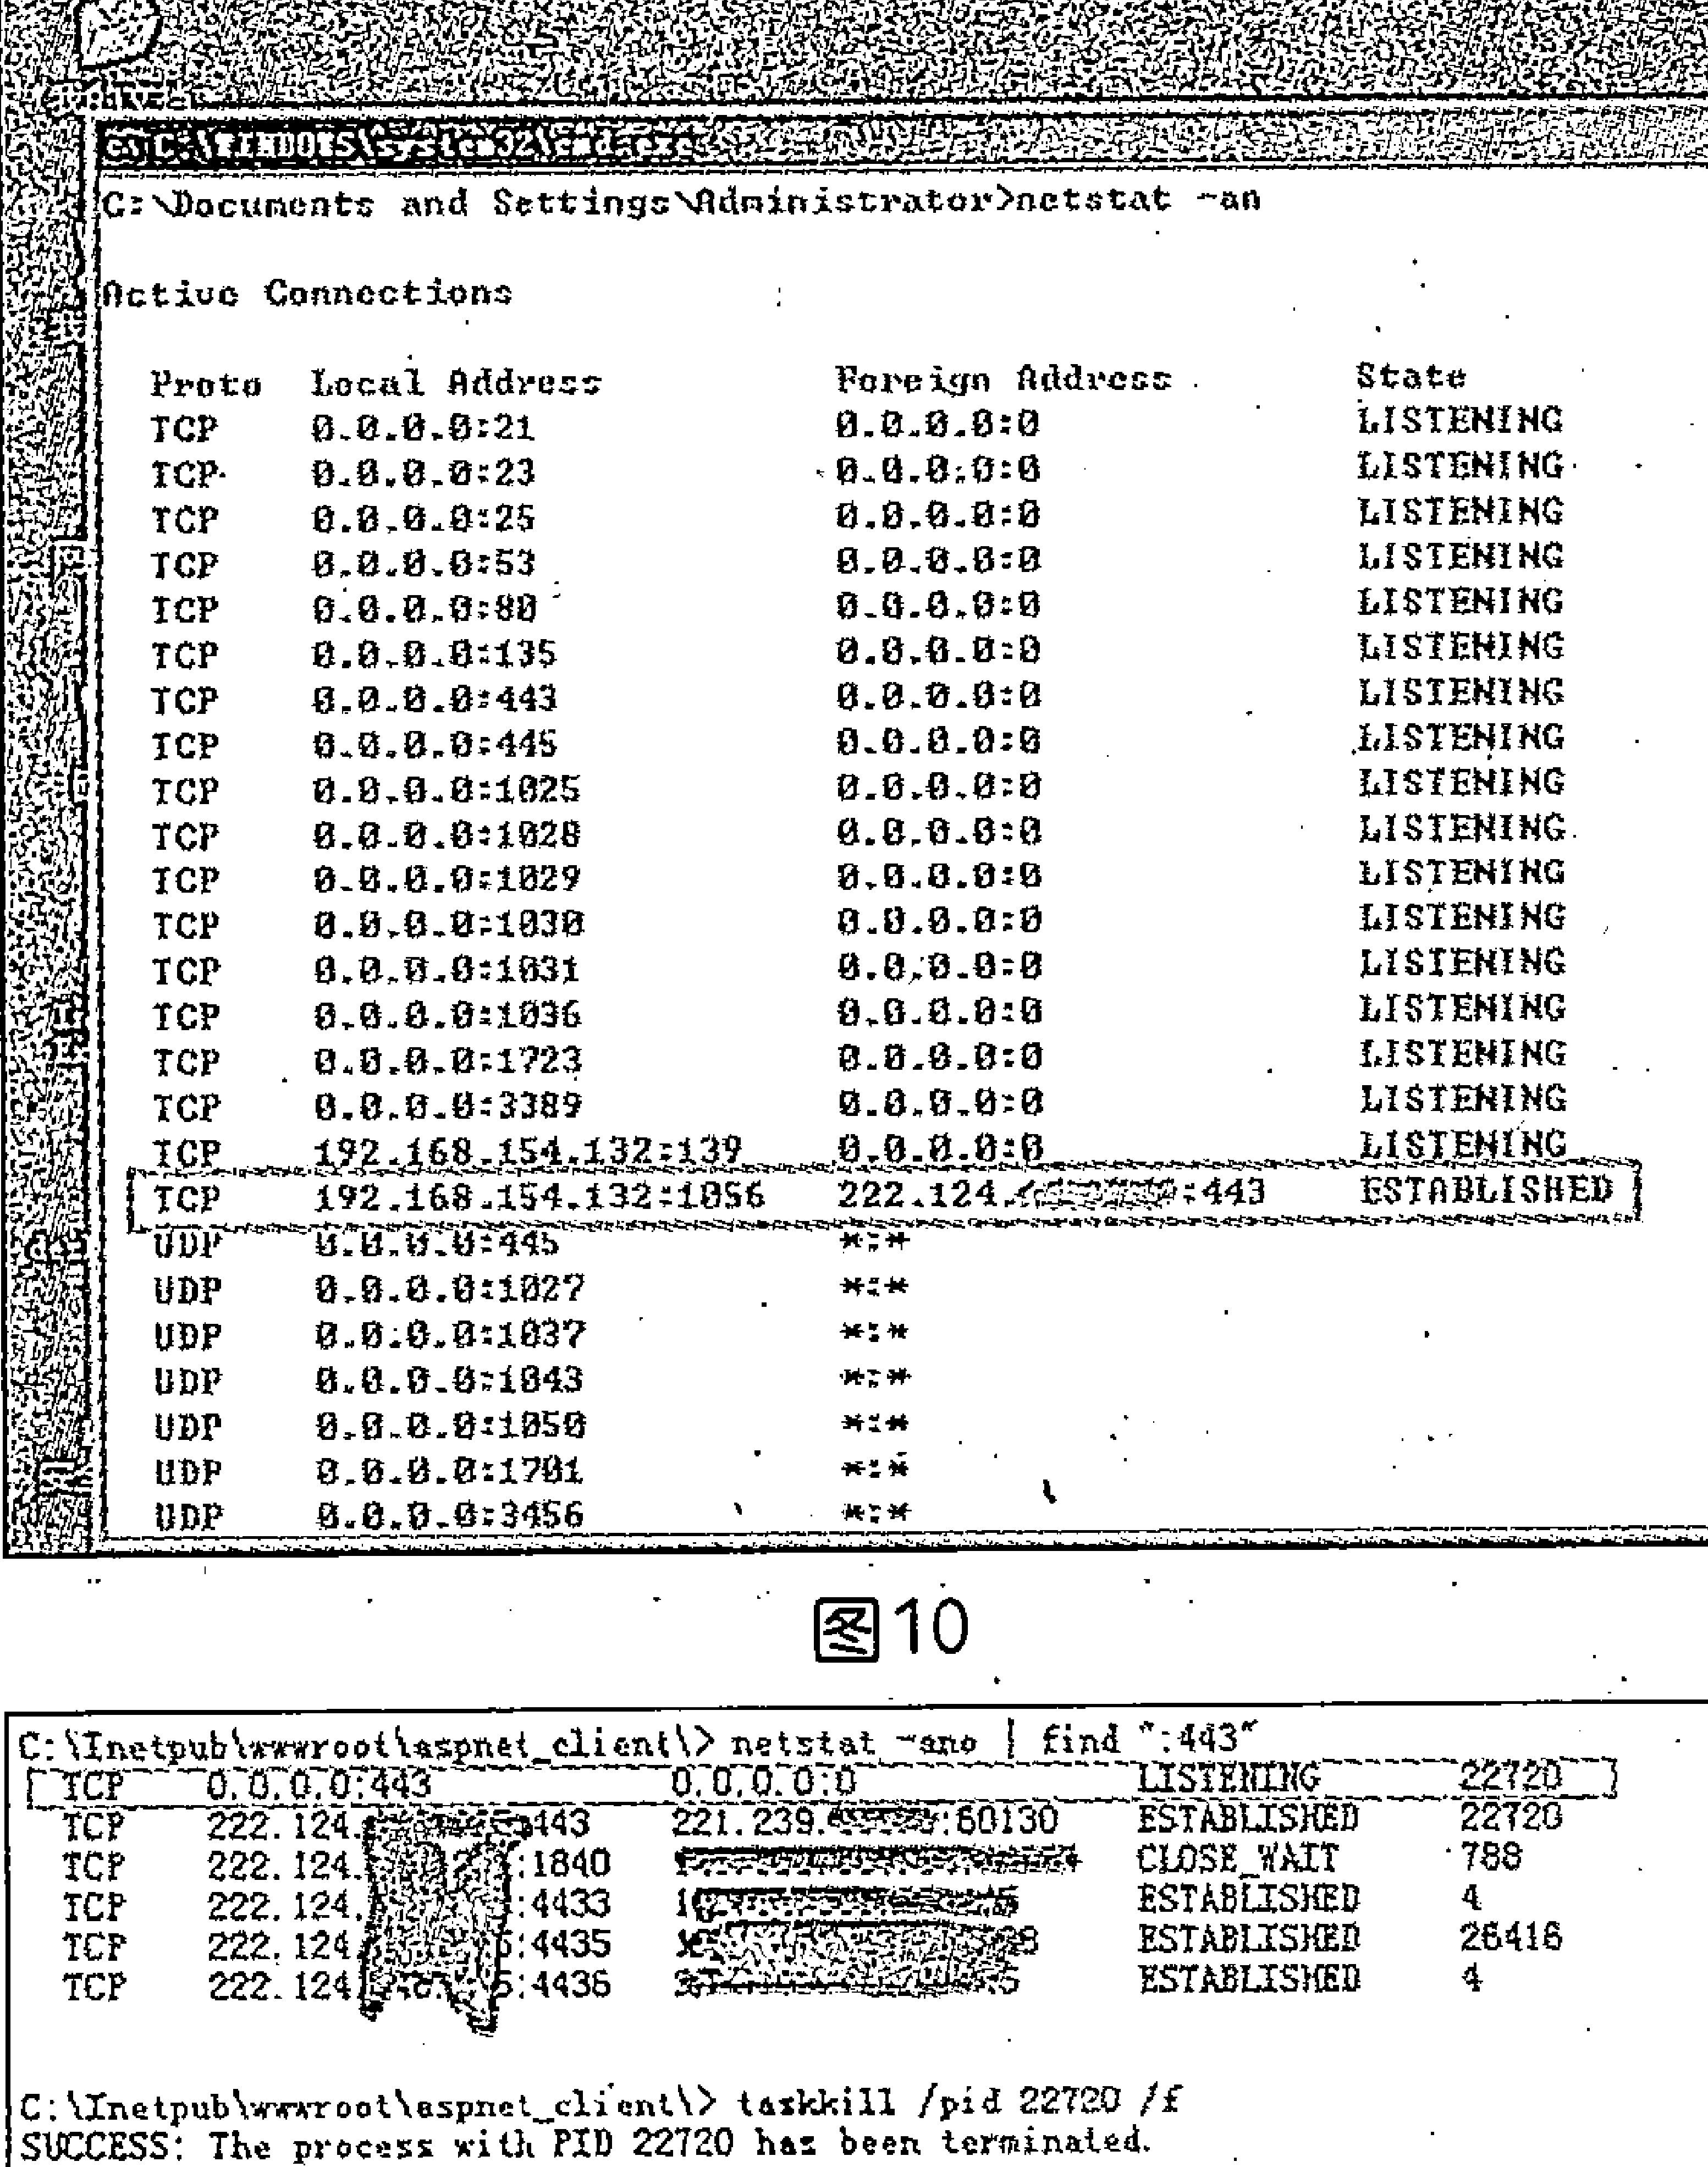 C:\WINDOWS\System32\cmd.exe
C:\Documents and Settings\Administrator>netstat -an
Active Connections
Proto Local Address Foreign Address State
TCP 0.0.0.0:21 0.0.0.0:0 LISTENING
TCP 0.0.0.0:23 0.0.0.0:0 LISTENING
TCP 0.0.0.0:25 0.0.0.0:0 LISTENING
TCP 0.0.0.0:53 0.0.0.0:0 LISTENING
TCP 0.0.0.0:80 0.0.0.0:0 LISTENING
TCP 0.0.0.0:135 0.0.0.0:0 LISTENING
TCP 0.0.0.0:443 0.0.0.0:0 LISTENING
TCP 0.0.0.0:445 0.0.0.0:0 LISTENING
TCP 0.0.0.0:1025 0.0.0.0:0 LISTENING
TCP 0.0.0.0:1028 0.0.0.0:0 LISTENING
TCP 0.0.0.0:1029 0.0.0.0:0 LISTENING
TCP 0.0.0.0:1030 0.0.0.0:0 LISTENING
TCP 0.0.0.0:1031 0.0.0.0:0 LISTENING
TCP 0.0.0.0:1036 0.0.0.0:0 LISTENING
TCP 0.0.0.0:1723 0.0.0.0:0 LISTENING
TCP 0.0.0.0:3389 0.0.0.0:0 LISTENING
TCP 192.168.154.132:139 0.0.0.0:0 LISTENING
TCP 192.168.154.132:1056 222.124. :443 ESTABLISHED
UDP 0.0.0.0:445 *:*
UDP 0.0.0.0:1027 *:*
UDP 0.0.0.0:1037 *:*
UDP 0.0.0.0:1043 *:*
UDP 0.0.0.0:1050 *:*
UDP 0.0.0.0:1701 *:*
UDP 0.0.0.0:3456 *:*
图10
C:\Inetpub\wwwroot\aspnet_client\> netstat -ano | find ":443"
TCP 0.0.0.0:443 0.0.0.0:0 LISTENING 22720
TCP 222.124. :443 221.239. :60130 ESTABLISHED 22720
TCP 222.124. :1840 CLOSE_WAIT 788
TCP 222.124. :4433 ESTABLISHED 4
TCP 222.124. :4435 ESTABLISHED 26416
TCP 222.124. :4436 ESTABLISHED 4
C:\Inetpub\wwwroot\aspnet_client\> taskkill /pid 22720 /f
SUCCESS: The process with PID 22720 has been terminated.